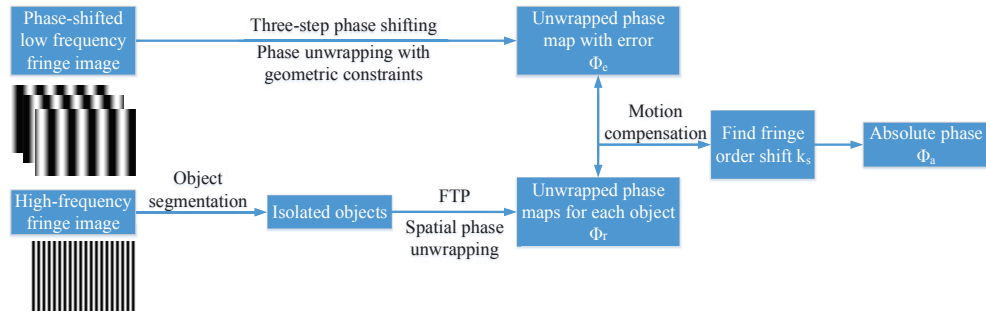 Phase-shifted
low frequency
fringe image
Three-step phase shifting
Phase unwrapping with
geometric constraints
Unwrapped phase
map with error
Φe
Motion
compensation
Find fringe
order shift ks
Absolute phase
Φa
High-frequency
fringe image
Object
segmentation
Isolated objects
FTP
Spatial phase
unwrapping
Unwrapped phase
maps for each object
Φr